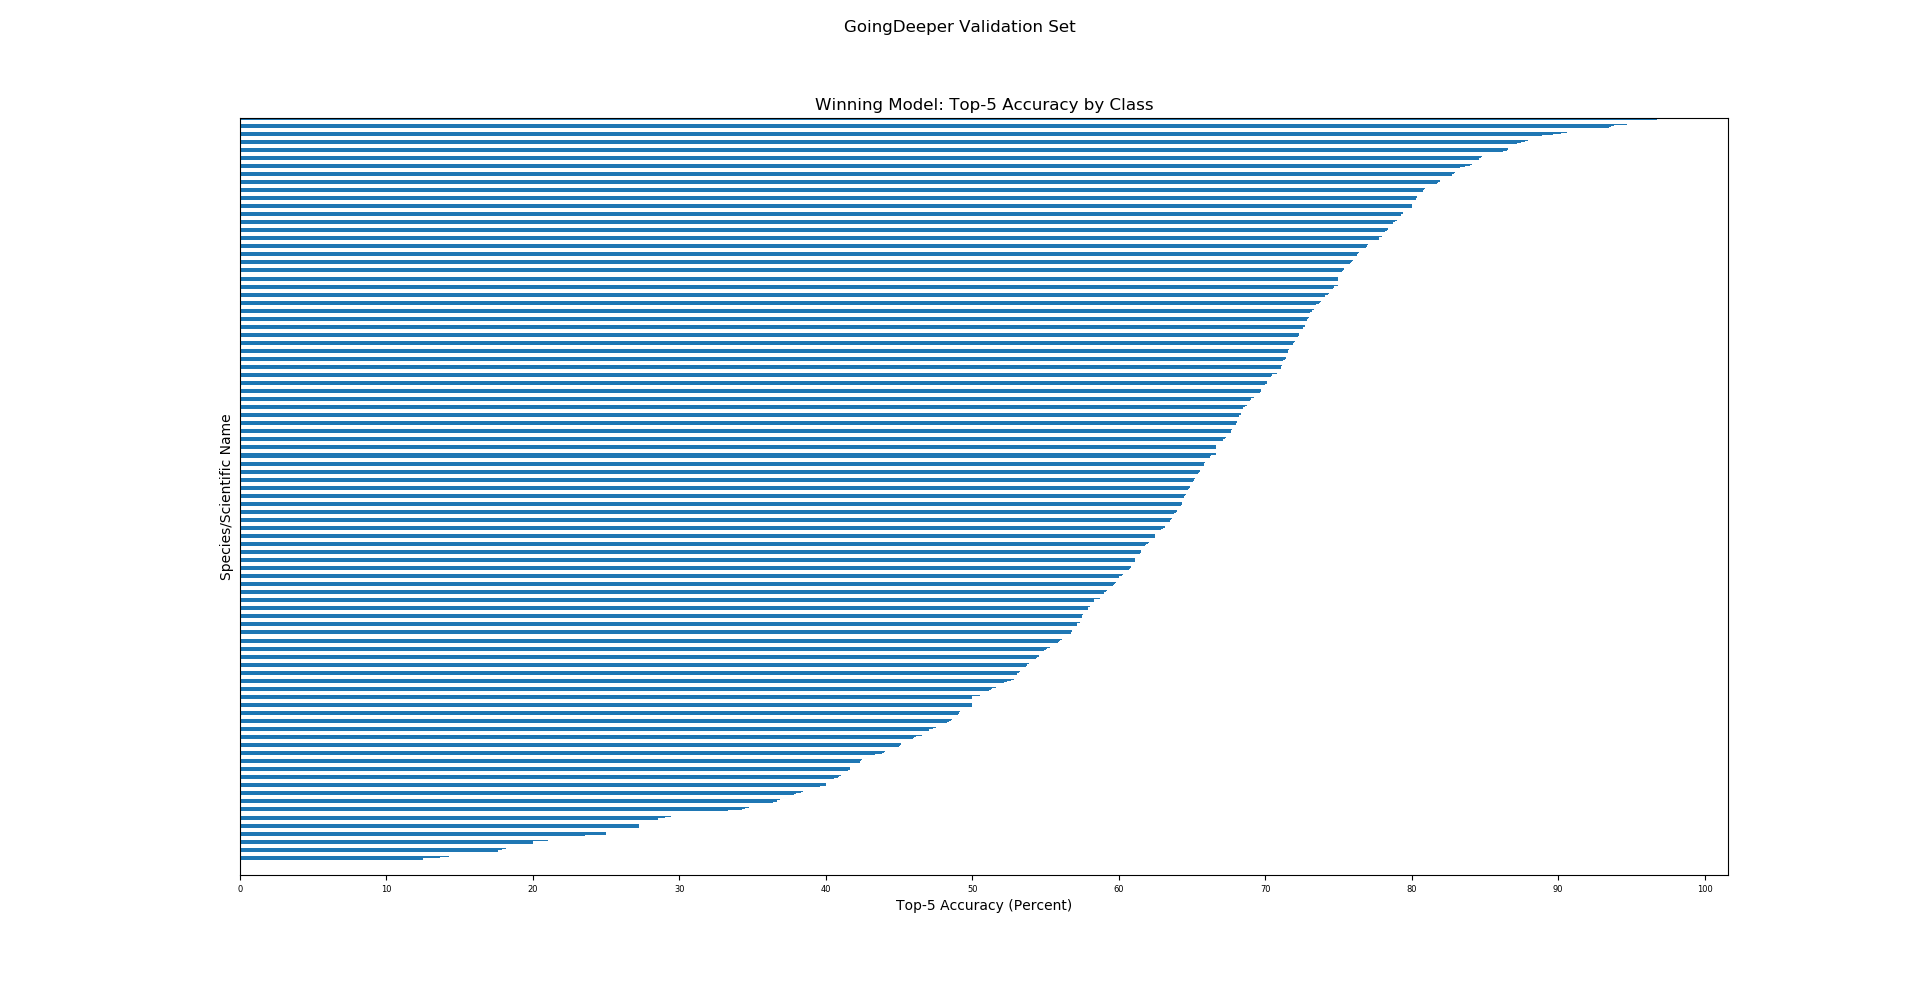 GoingDeeper Validation Set
Winning Model: Top-5 Accuracy by Class
Species/Scientific Name
0 10 20 30 40 50 60 70 80 90 100
Top-5 Accuracy (Percent)